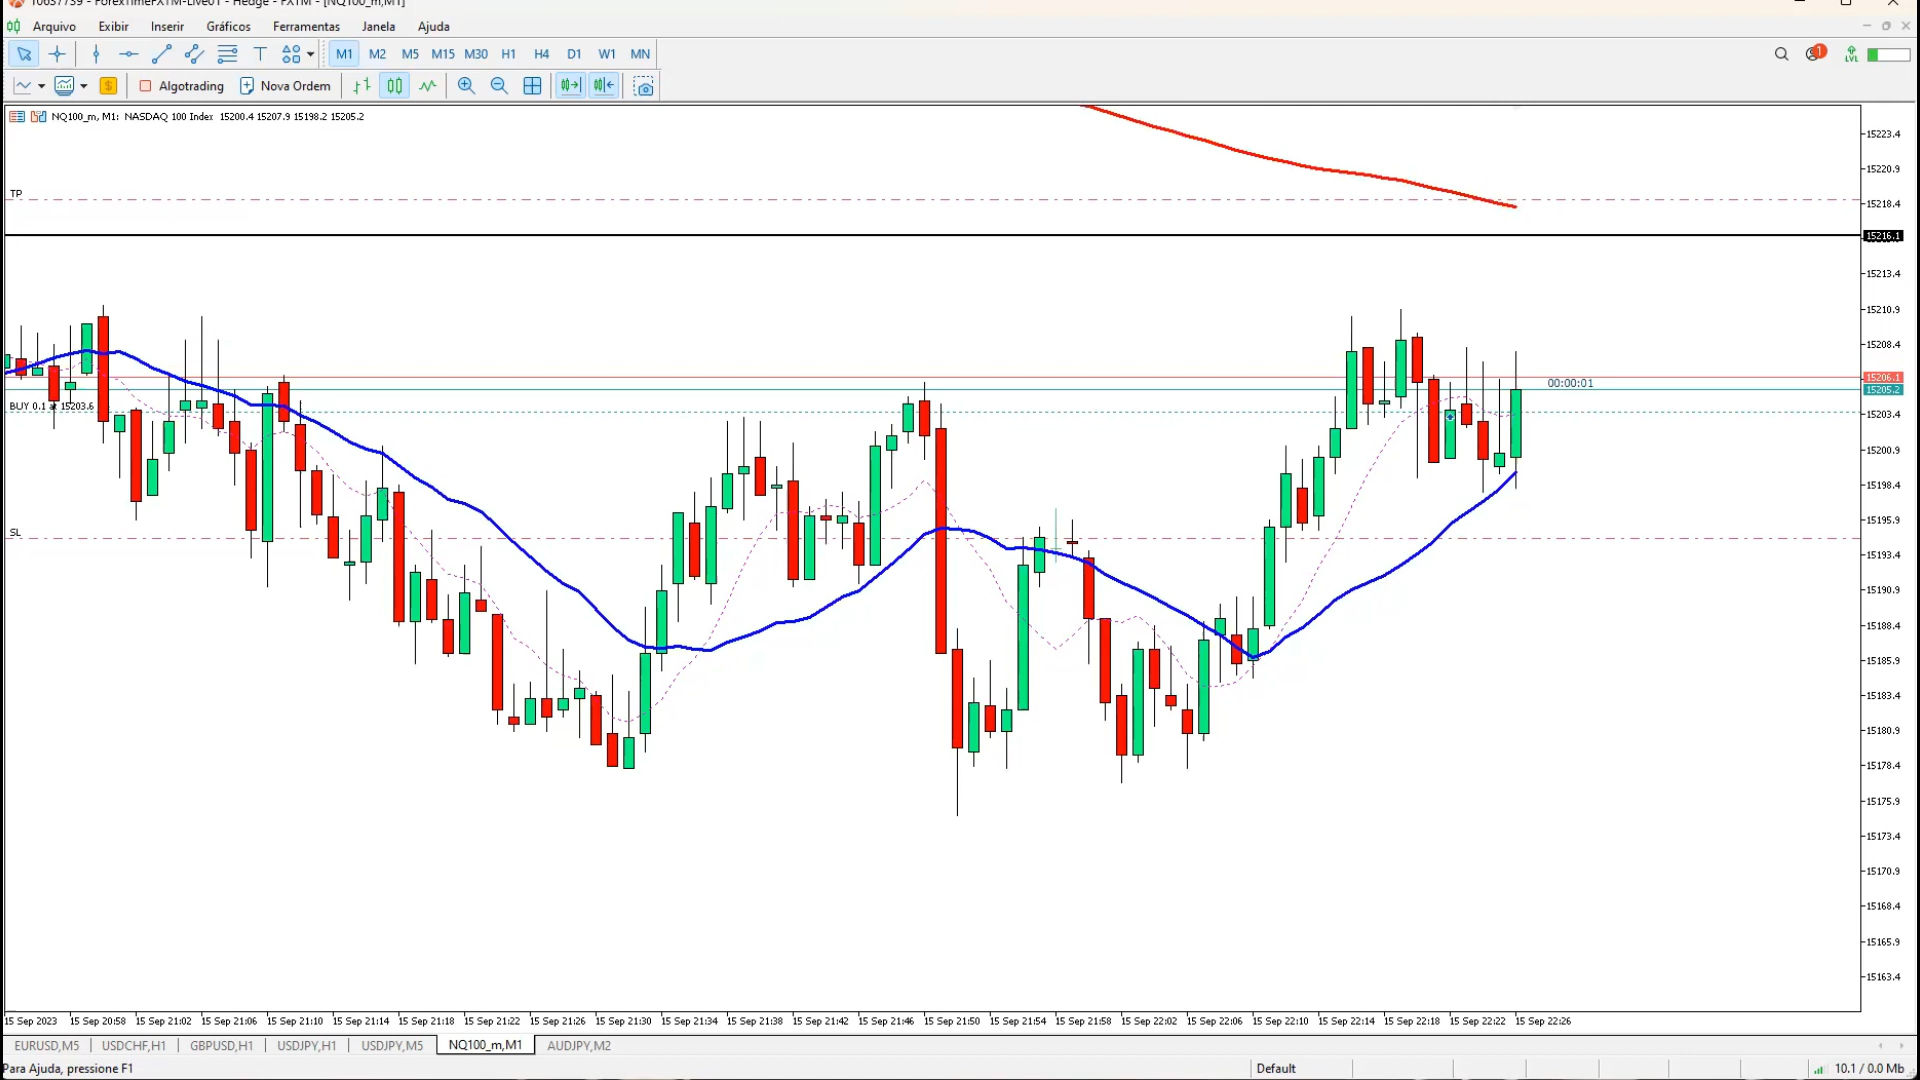 10637739 - ForexTimeFXTM-Live01 - Hedge - FXTM - [NQ100_m,M1]
Arquivo Exibir Inserir Gráficos Ferramentas Janela Ajuda
T M1 M2 M5 M15 M30 H1 H4 D1 W1 MN 1 LVL
$ Algotrading Nova Ordem
NQ100_m, M1: NASDAQ 100 Index 15200.4 15207.9 15198.2 15205.2
15223.4
15220.9
TP
15218.4
15216.1
15213.4
15210.9
15208.4
15206.1
00:00:01
15205.2
BUY 0.1 at 15203.6
15203.4
15200.9
15198.4
15195.9
SL
15193.4
15190.9
15188.4
15185.9
15183.4
15180.9
15178.4
15175.9
15173.4
15170.9
15168.4
15165.9
15163.4
15 Sep 2023 15 Sep 20:58 15 Sep 21:02 15 Sep 21:06 15 Sep 21:10 15 Sep 21:14 15 Sep 21:18 15 Sep 21:22 15 Sep 21:26 15 Sep 21:30 15 Sep 21:34 15 Sep 21:38 15 Sep 21:42 15 Sep 21:46 15 Sep 21:50 15 Sep 21:54 15 Sep 21:58 15 Sep 22:02 15 Sep 22:06 15 Sep 22:10 15 Sep 22:14 15 Sep 22:18 15 Sep 22:22 15 Sep 22:26
EURUSD,M5 USDCHF,H1 GBPUSD,H1 USDJPY,H1 USDJPY,M5 NQ100_m,M1 AUDJPY,M2
Para Ajuda, pressione F1 Default 10.1 / 0.0 Mb